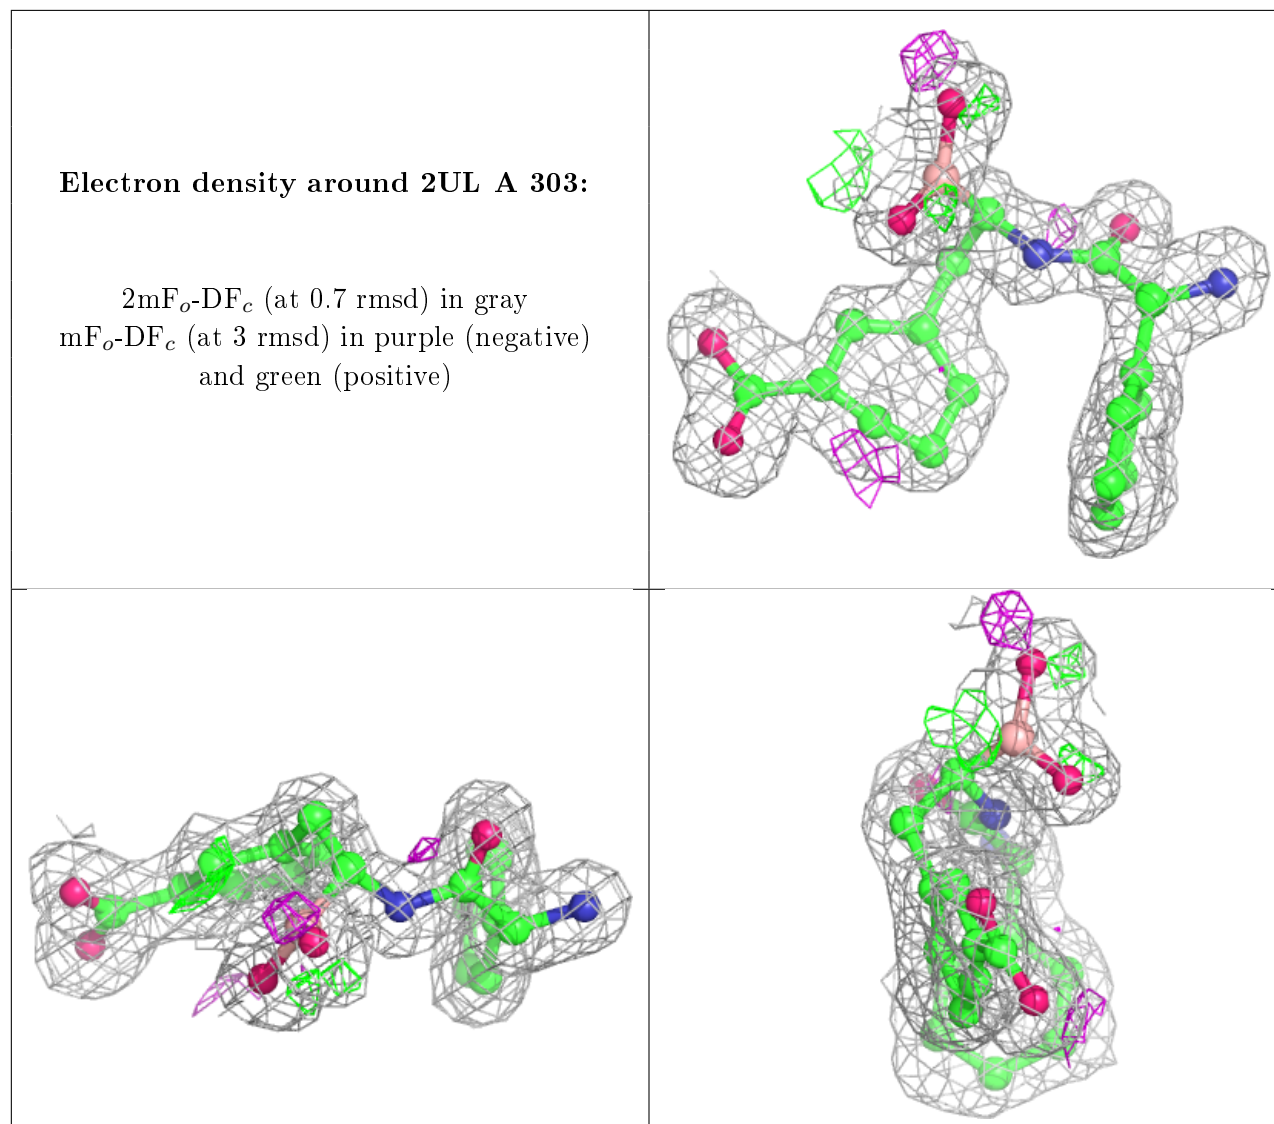 Electron density around 2UL A 303:
2mFₒ-DF𝒸 (at 0.7 rmsd) in gray
mFₒ-DF𝒸 (at 3 rmsd) in purple (negative)
and green (positive)